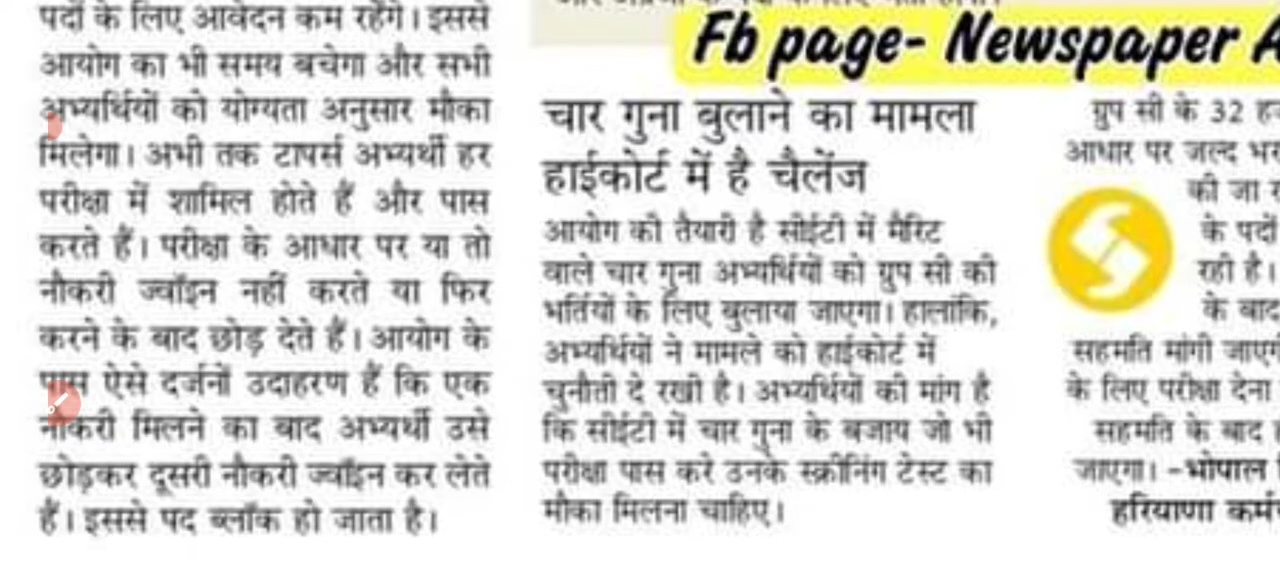 पदों के लिए आवेदन कम रहेंगे। इससे
आयोग का भी समय बचेगा और सभी
अभ्यर्थियों को योग्यता अनुसार मौका
मिलेगा। अभी तक टापर्स अभ्यर्थी हर
परीक्षा में शामिल होते हैं और पास
करते हैं। परीक्षा के आधार पर या तो
नौकरी ज्वॉइन नहीं करते या फिर
करने के बाद छोड़ देते हैं। आयोग के
पास ऐसे दर्जनों उदाहरण हैं कि एक
नौकरी मिलने का बाद अभ्यर्थी उसे
छोड़कर दूसरी नौकरी ज्वॉइन कर लेते
हैं। इससे पद ब्लॉक हो जाता है।
Fb page- Newspaper A
चार गुना बुलाने का मामला
हाईकोर्ट में है चैलेंज
आयोग की तैयारी है सीईटी में मैरिट
वाले चार गुना अभ्यर्थियों को ग्रुप सी की
भर्तियों के लिए बुलाया जाएगा। हालांकि,
अभ्यर्थियों ने मामले को हाईकोर्ट में
चुनौती दे रखी है। अभ्यर्थियों की मांग है
कि सीईटी में चार गुना के बजाय जो भी
परीक्षा पास करे उनके स्क्रीनिंग टेस्ट का
मौका मिलना चाहिए।
ग्रुप सी के 32
आधार पर जल्द
की जा
के पदों
रही है।
के बाद
सहमति मांगी
के लिए परीक्षा देना
सहमति के बाद
जाएगा। -भोपाल
हरियाणा